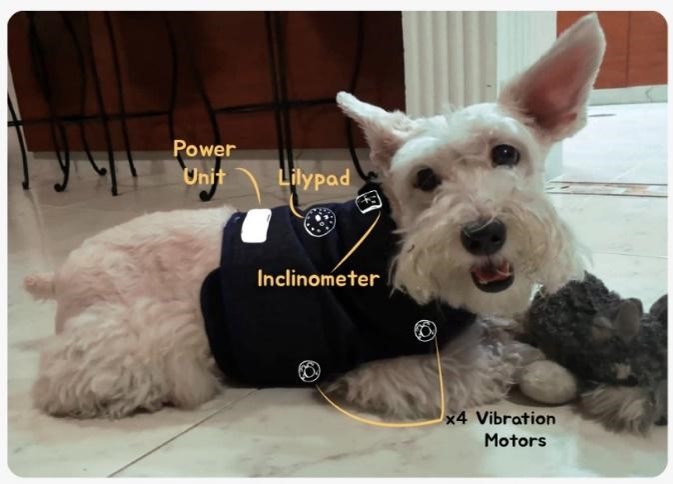 Power
Unit
Lilypad
Inclinometer
x4 Vibration
Motors